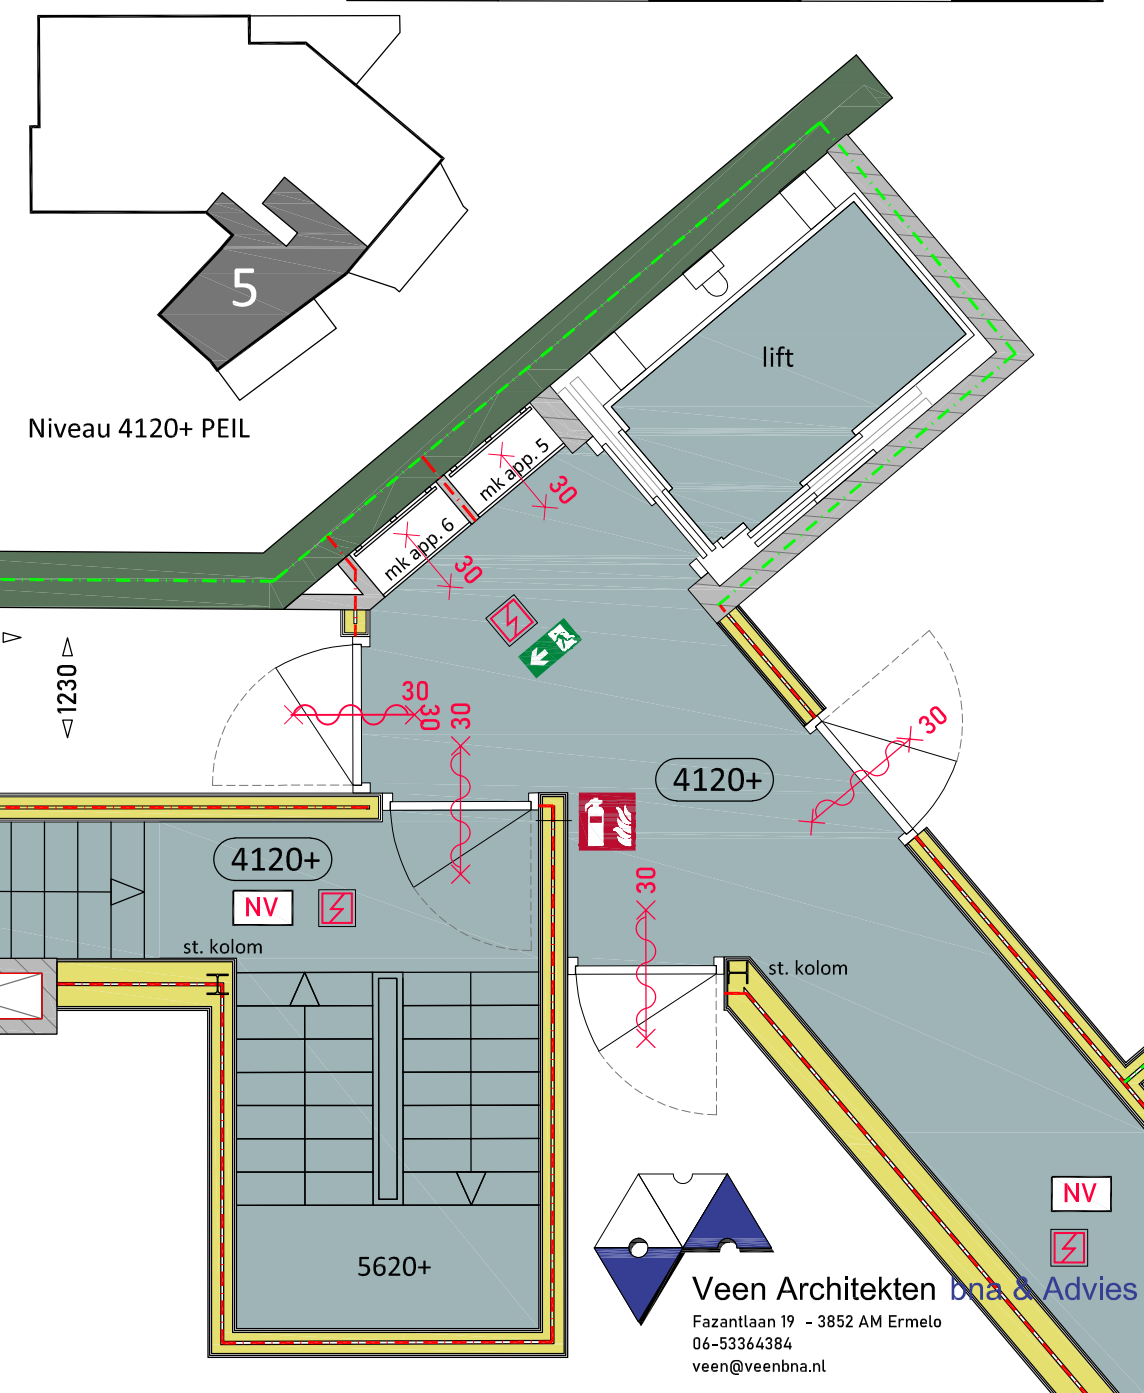 5
Niveau 4120+ PEIL
lift
mk app. 5
30
mk app. 6
30
1230
30
30
30
30
4120+
4120+
NV
30
st. kolom
st. kolom
NV
5620+
Veen Architekten bna & Advies
Fazantlaan 19 - 3852 AM Ermelo
06-53364384
veen@veenbna.nl